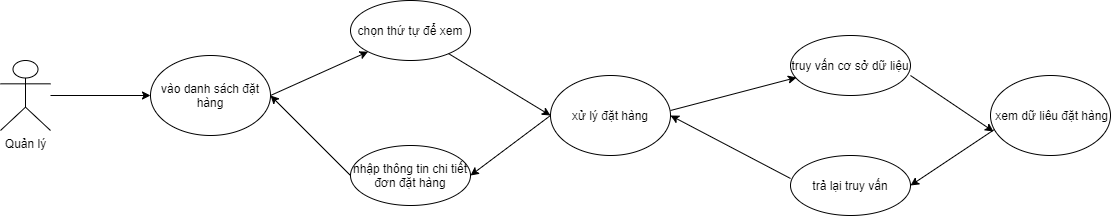 Quản lý
vào danh sách đặt
hàng
chọn thứ tự để xem
nhập thông tin chi tiết
đơn đặt hàng
xử lý đặt hàng
truy vấn cơ sở dữ liệu
trả lại truy vấn
xem dữ liêu đặt hàng